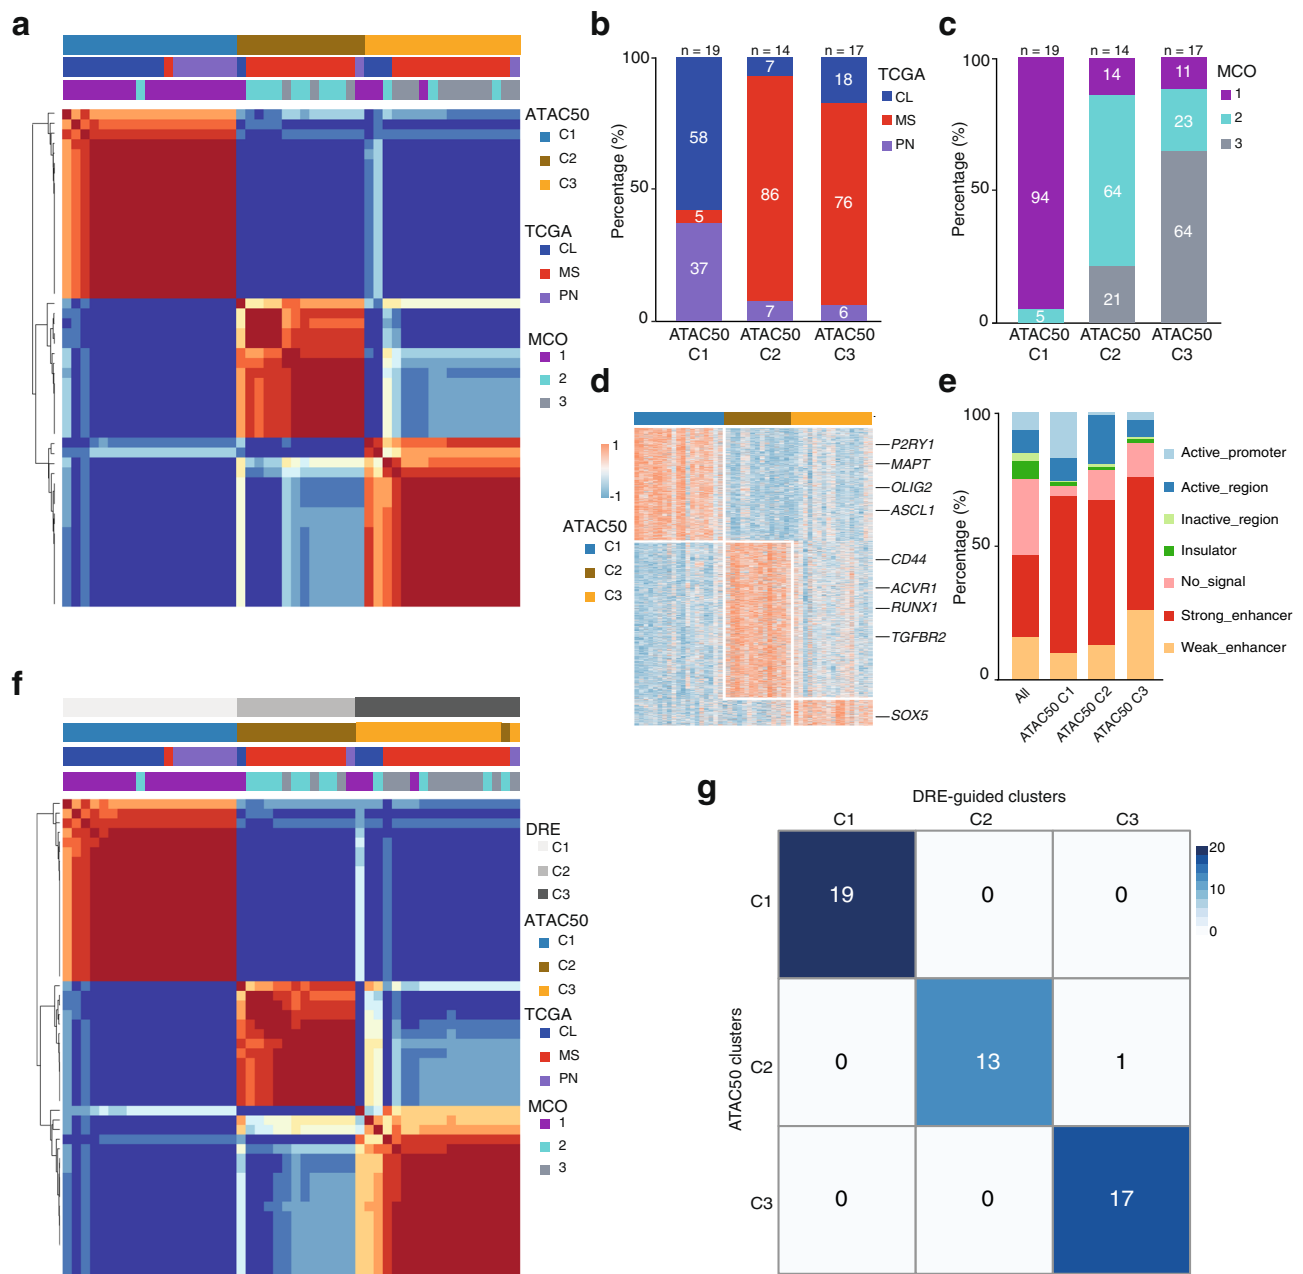 a
ATAC50
C1
C2
C3
TCGA
CL
MS
PN
MCO
1
2
3
b
n = 19
n = 14
n = 17
Percentage (%)
100
50
0
58
5
37
7
86
7
18
76
6
ATAC50
C1
ATAC50
C2
ATAC50
C3
TCGA
CL
MS
PN
c
n = 19
n = 14
n = 17
Percentage (%)
100
50
0
94
5
14
64
21
11
23
64
ATAC50
C1
ATAC50
C2
ATAC50
C3
MCO
1
2
3
d
1
-1
ATAC50
C1
C2
C3
P2RY1
MAPT
OLIG2
ASCL1
CD44
ACVR1
RUNX1
TGFBR2
SOX5
e
Percentage (%)
100
50
0
All
ATAC50 C1
ATAC50 C2
ATAC50 C3
Active_promoter
Active_region
Inactive_region
Insulator
No_signal
Strong_enhancer
Weak_enhancer
f
DRE
C1
C2
C3
ATAC50
C1
C2
C3
TCGA
CL
MS
PN
MCO
1
2
3
g
DRE-guided clusters
C1
C2
C3
ATAC50 clusters
C1
19
0
0
C2
0
13
1
C3
0
0
17
20
10
0